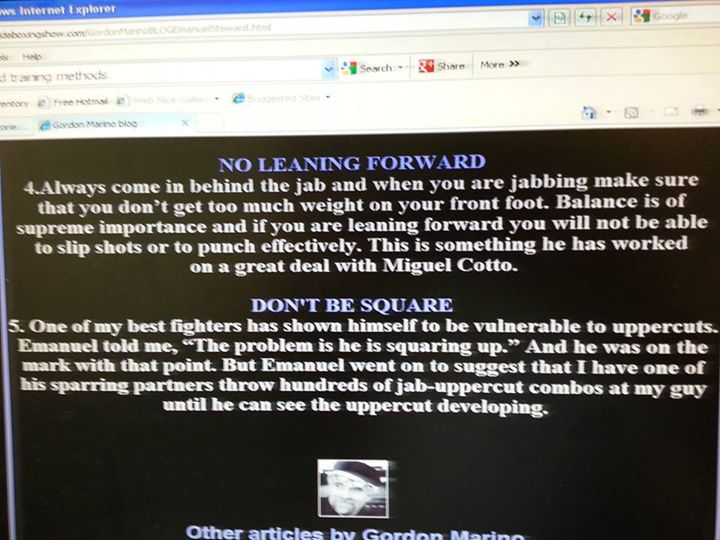 ws Internet Explorer
deboxingshow.com/GordonMarinoBLOGEmanuelSteward.html
Google
Help
d training methods
Search
Share
More >>
entory
Free Hotmail
Web Slice Gallery
Suggested Sites
orie...
Gordon Marino blog
X
NO LEANING FORWARD
4.Always come in behind the jab and when you are jabbing make sure
that you don't get too much weight on your front foot. Balance is of
supreme importance and if you are leaning forward you will not be able
to slip shots or to punch effectively. This is something he has worked
on a great deal with Miguel Cotto.
DON'T BE SQUARE
5. One of my best fighters has shown himself to be vulnerable to uppercuts.
Emanuel told me, “The problem is he is squaring up.” And he was on the
mark with that point. But Emanuel went on to suggest that I have one of
his sparring partners throw hundreds of jab-uppercut combos at my guy
until he can see the uppercut developing.
Other articles by Gordon Marino